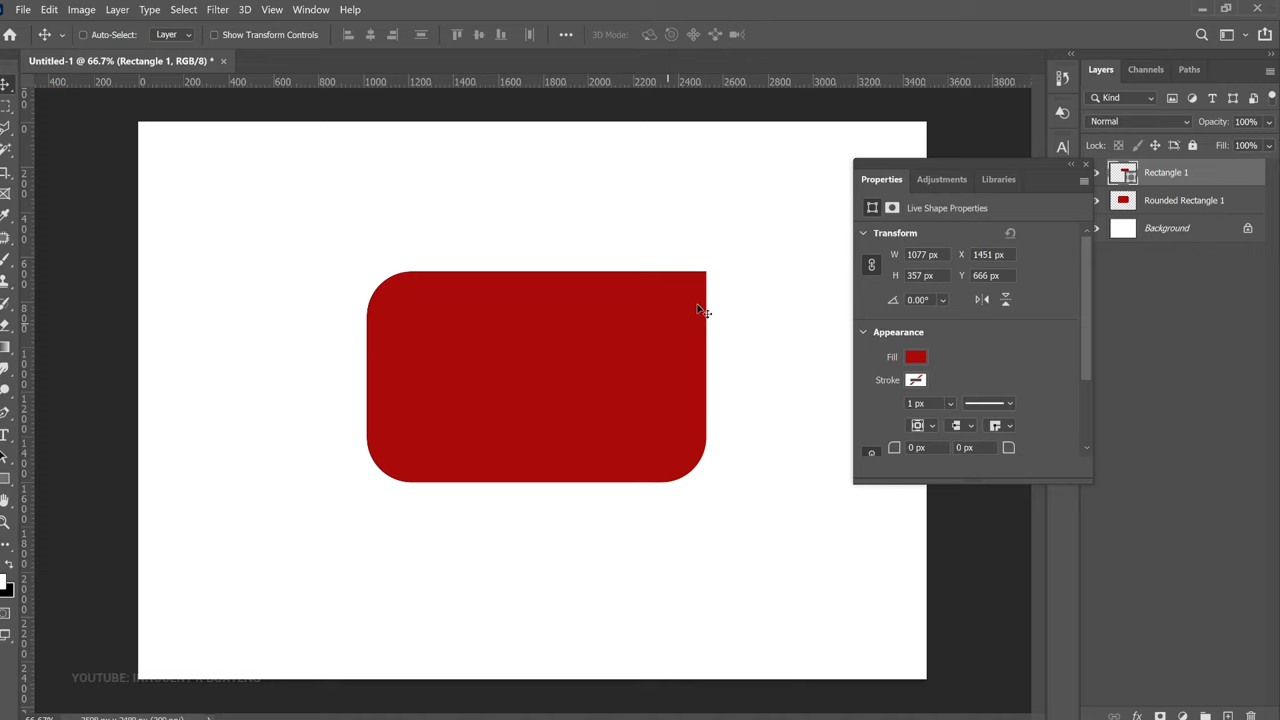 File Edit Image Layer Type Select Filter 3D View Window Help
Auto-Select: Layer Show Transform Controls 3D Mode:
Untitled-1 @ 66.7% (Rectangle 1, RGB/8) *
400 200 0 200 400 600 800 1000 1200 1400 1600 1800 2000 2200 2400 2600 2800 3000 3200 3400 3600 3800
Layers Channels Paths
Kind
Normal Opacity: 100%
Lock: Fill: 100%
Rectangle 1
Rounded Rectangle 1
Background
Properties Adjustments Libraries
Live Shape Properties
Transform
W 1077 px X 1451 px
H 357 px Y 666 px
0.00°
Appearance
Fill
Stroke
1 px
0 px 0 px